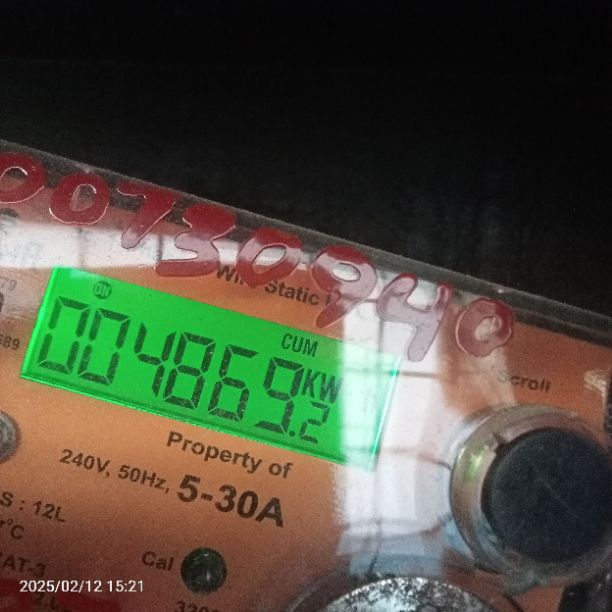 00730940
Static
ON
CUM
004869.2
KW
Scroll
Property of
240V, 50Hz, 5-30A
S : 12L
Cal
2025/02/12 15:21